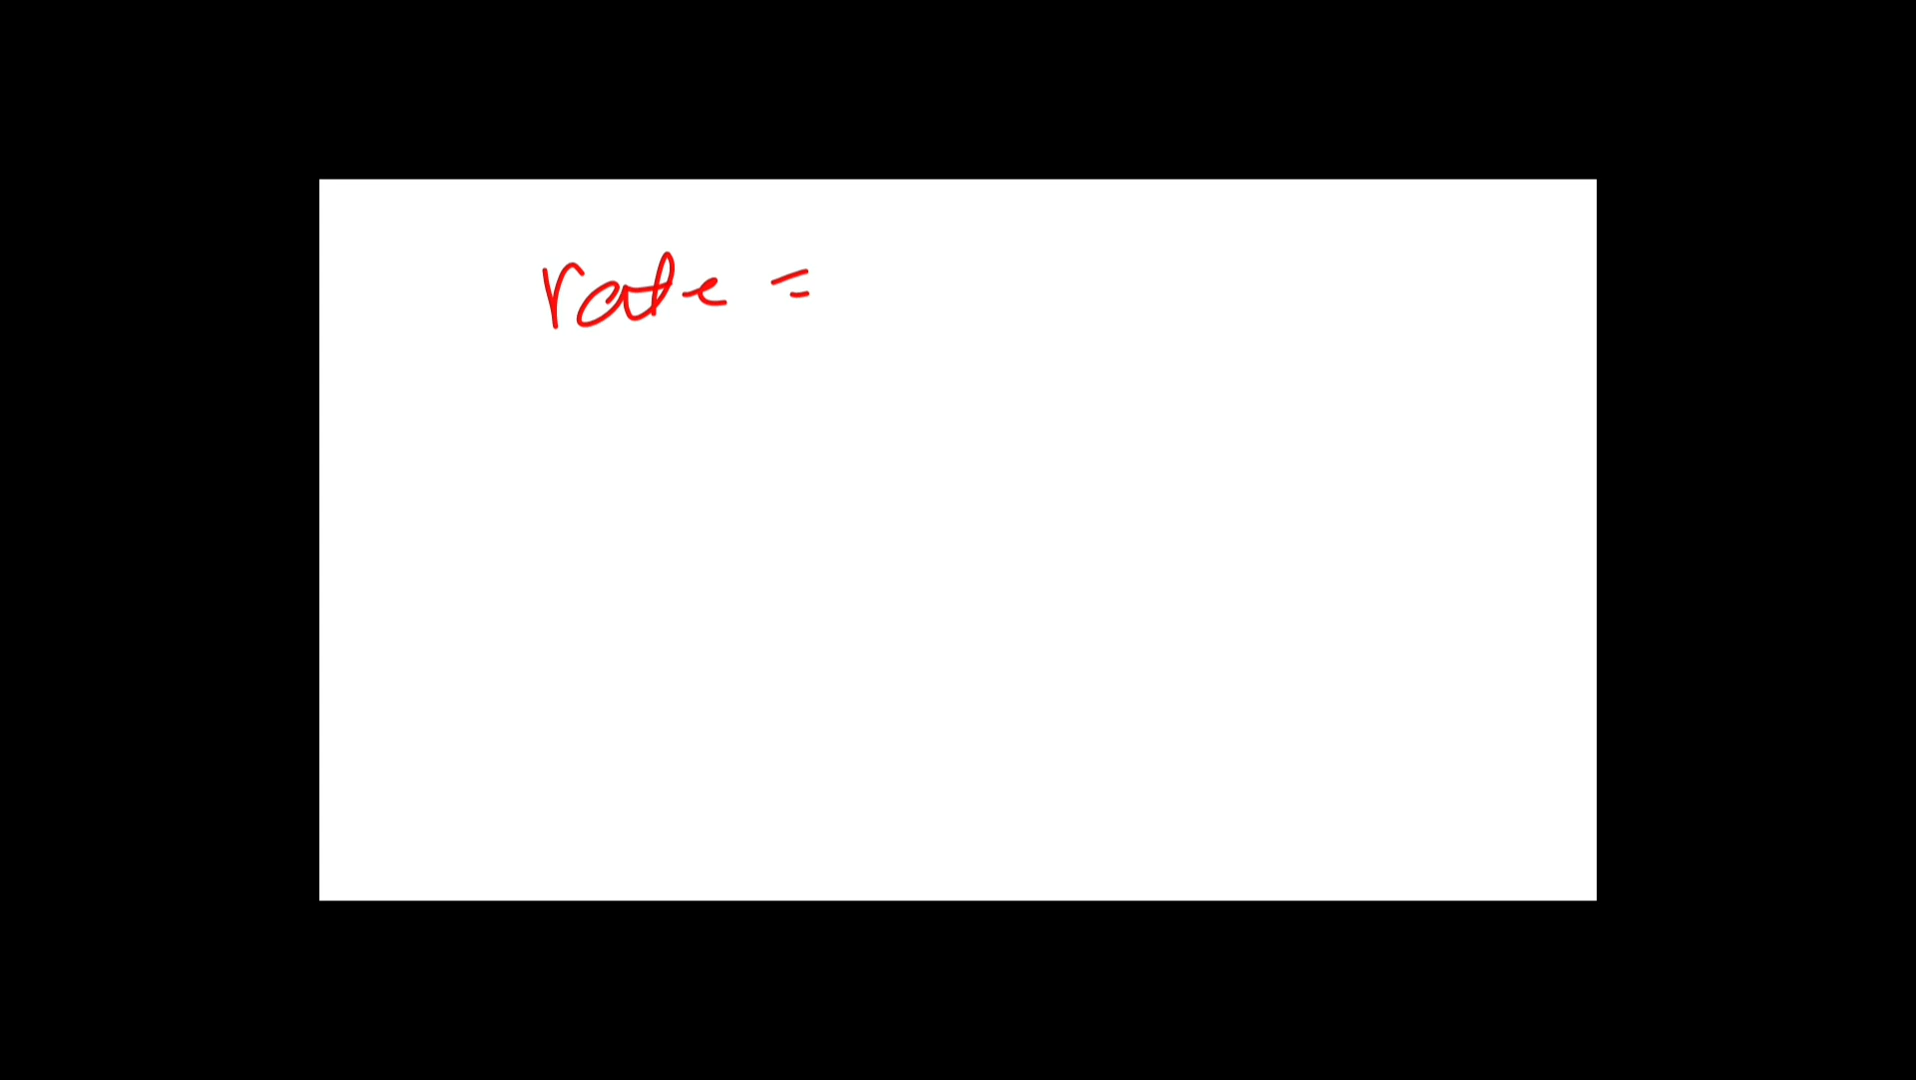 rate =